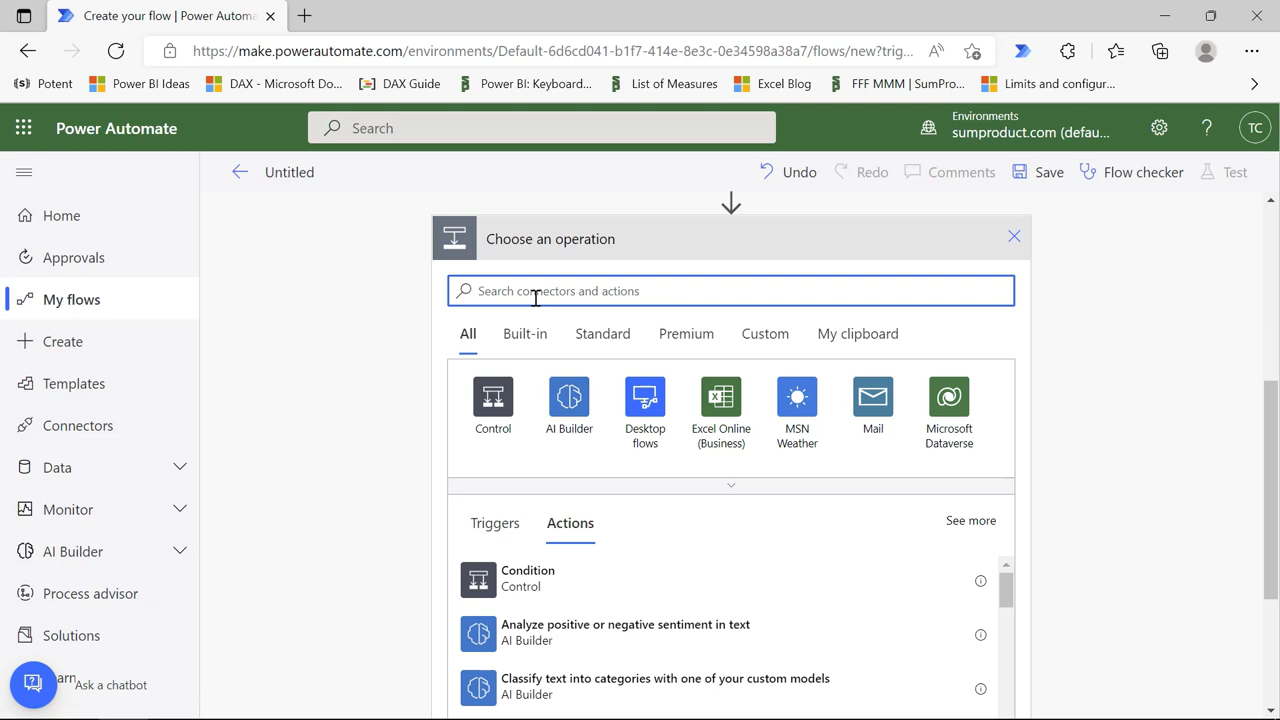 Create your flow | Power Automa
https://make.powerautomate.com/environments/Default-6d6cd041-b1f7-414e-8e3c-0e34598a38a7/flows/new?trig...
Potent
Power BI Ideas
DAX - Microsoft Do...
DAX Guide
Power BI: Keyboard...
List of Measures
Excel Blog
FFF MMM | SumPro...
Limits and configur...
Power Automate
Search
Environments
sumproduct.com (defau...
TC
Untitled
Undo
Redo
Comments
Save
Flow checker
Test
Home
Approvals
My flows
Create
Templates
Connectors
Data
Monitor
AI Builder
Process advisor
Solutions
Ask a chatbot
Choose an operation
Search connectors and actions
All
Built-in
Standard
Premium
Custom
My clipboard
Control
AI Builder
Desktop
flows
Excel Online
(Business)
MSN
Weather
Mail
Microsoft
Dataverse
Triggers
Actions
See more
Condition
Control
Analyze positive or negative sentiment in text
AI Builder
Classify text into categories with one of your custom models
AI Builder